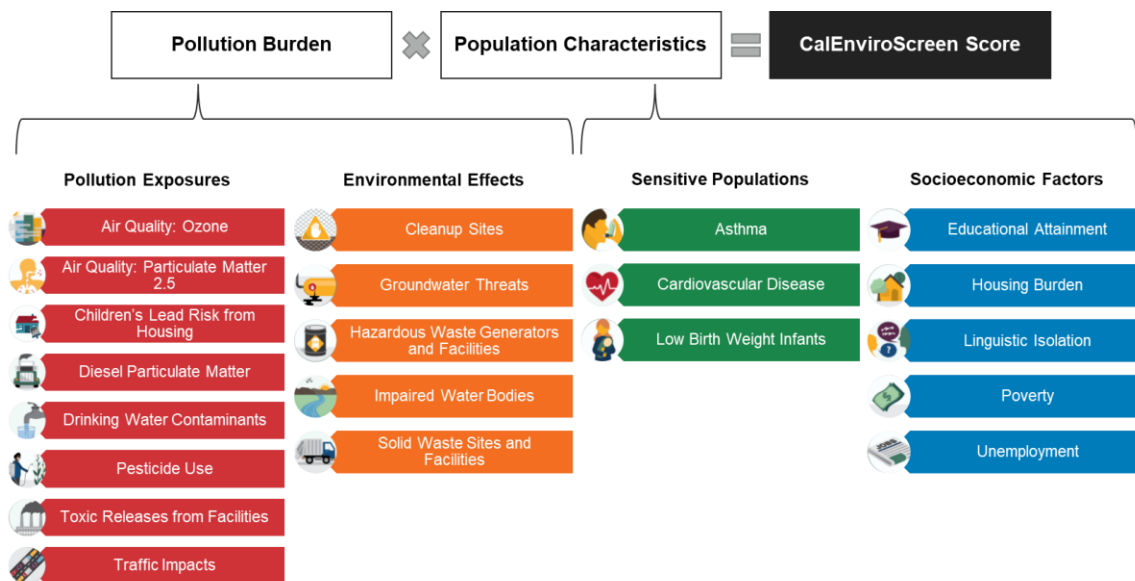 Pollution Burden
Population Characteristics
CalEnviroScreen Score
Pollution Exposures
Air Quality: Ozone
Air Quality: Particulate Matter
2.5
Children's Lead Risk from
Housing
Diesel Particulate Matter
Drinking Water Contaminants
Pesticide Use
Toxic Releases from Facilities
Traffic Impacts
Environmental Effects
Cleanup Sites
Groundwater Threats
Hazardous Waste Generators
and Facilities
Impaired Water Bodies
Solid Waste Sites and
Facilities
Sensitive Populations
Asthma
Cardiovascular Disease
Low Birth Weight Infants
Socioeconomic Factors
Educational Attainment
Housing Burden
Linguistic Isolation
?
Poverty
Unemployment
JOBS